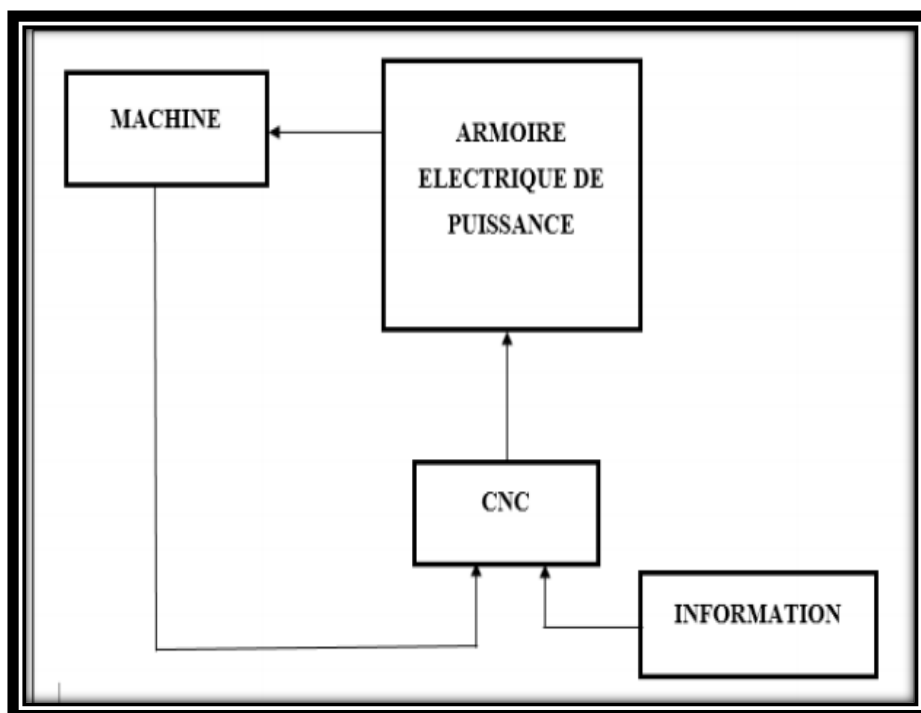 MACHINE
ARMOIRE
ELECTRIQUE DE
PUISSANCE
CNC
INFORMATION